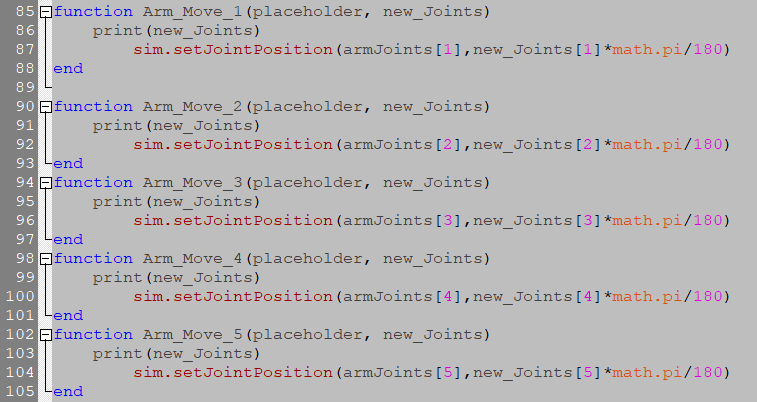 85 function Arm_Move_1(placeholder, new_Joints)
86     print(new_Joints)
87         sim.setJointPosition(armJoints[1],new_Joints[1]*math.pi/180)
88 end
89
90 function Arm_Move_2(placeholder, new_Joints)
91     print(new_Joints)
92         sim.setJointPosition(armJoints[2],new_Joints[2]*math.pi/180)
93 end
94 function Arm_Move_3(placeholder, new_Joints)
95     print(new_Joints)
96         sim.setJointPosition(armJoints[3],new_Joints[3]*math.pi/180)
97 end
98 function Arm_Move_4(placeholder, new_Joints)
99     print(new_Joints)
100         sim.setJointPosition(armJoints[4],new_Joints[4]*math.pi/180)
101 end
102 function Arm_Move_5(placeholder, new_Joints)
103     print(new_Joints)
104         sim.setJointPosition(armJoints[5],new_Joints[5]*math.pi/180)
105 end